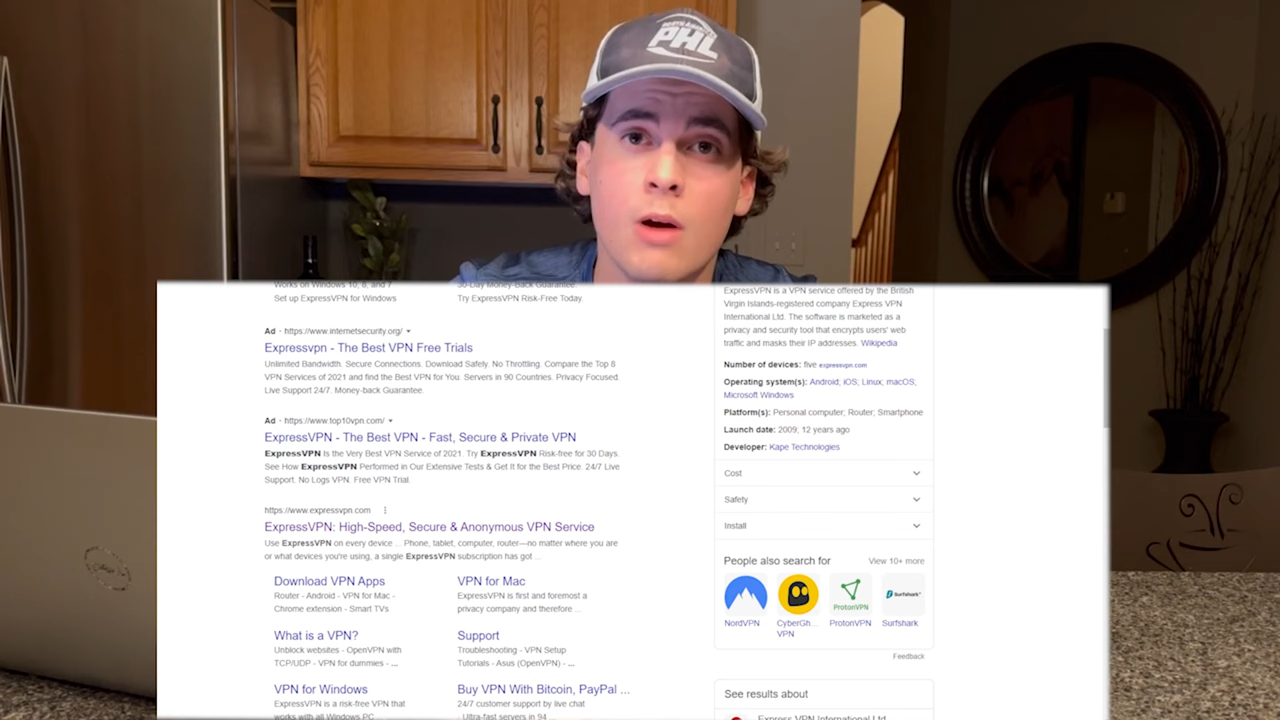 NORTH AMERICA'S
PHL
Works on Windows 10, 8, and 7
Set up ExpressVPN for Windows
30-Day Money-Back Guarantee.
Try ExpressVPN Risk-Free Today.
Ad · https://www.internetsecurity.org/
Expressvpn - The Best VPN Free Trials
Unlimited Bandwidth. Secure Connections. Download Safely. No Throttling. Compare the Top 8
VPN Services of 2021 and find the Best VPN for You. Servers in 90 Countries. Privacy Focused.
Live Support 24/7. Money-back Guarantee.
Ad · https://www.top10vpn.com/
ExpressVPN - The Best VPN - Fast, Secure & Private VPN
ExpressVPN Is the Very Best VPN Service of 2021. Try ExpressVPN Risk-free for 30 Days.
See How ExpressVPN Performed in Our Extensive Tests & Get It for the Best Price. 24/7 Live
Support. No Logs VPN. Free VPN Trial.
https://www.expressvpn.com
ExpressVPN: High-Speed, Secure & Anonymous VPN Service
Use ExpressVPN on every device ... Phone, tablet, computer, router—no matter where you are
or what devices you're using, a single ExpressVPN subscription has got ...
Download VPN Apps
Router - Android - VPN for Mac -
Chrome extension - Smart TVs
VPN for Mac
ExpressVPN is first and foremost a
privacy company and therefore ...
What is a VPN?
Unblock websites - OpenVPN with
TCP/UDP - VPN for dummies - ...
Support
Troubleshooting - VPN Setup
Tutorials - Asus (OpenVPN) - ...
VPN for Windows
ExpressVPN is a risk-free VPN that
works with all Windows PC
Buy VPN With Bitcoin, PayPal ...
24/7 customer support by live chat
· Ultra-fast servers in 94 ...
ExpressVPN is a VPN service offered by the British
Virgin Islands-registered company Express VPN
International Ltd. The software is marketed as a
privacy and security tool that encrypts users' web
traffic and masks their IP addresses. Wikipedia
Number of devices: five expressvpn.com
Operating system(s): Android, iOS; Linux; macOS;
Microsoft Windows
Platform(s): Personal computer; Router; Smartphone
Launch date: 2009; 12 years ago
Developer: Kape Technologies
Cost
Safety
Install
People also search for
View 10+ more
ProtonVPN
Surfshark
NordVPN
CyberGh...
VPN
ProtonVPN
Surfshark
Feedback
See results about
Express VPN International Ltd
DELL